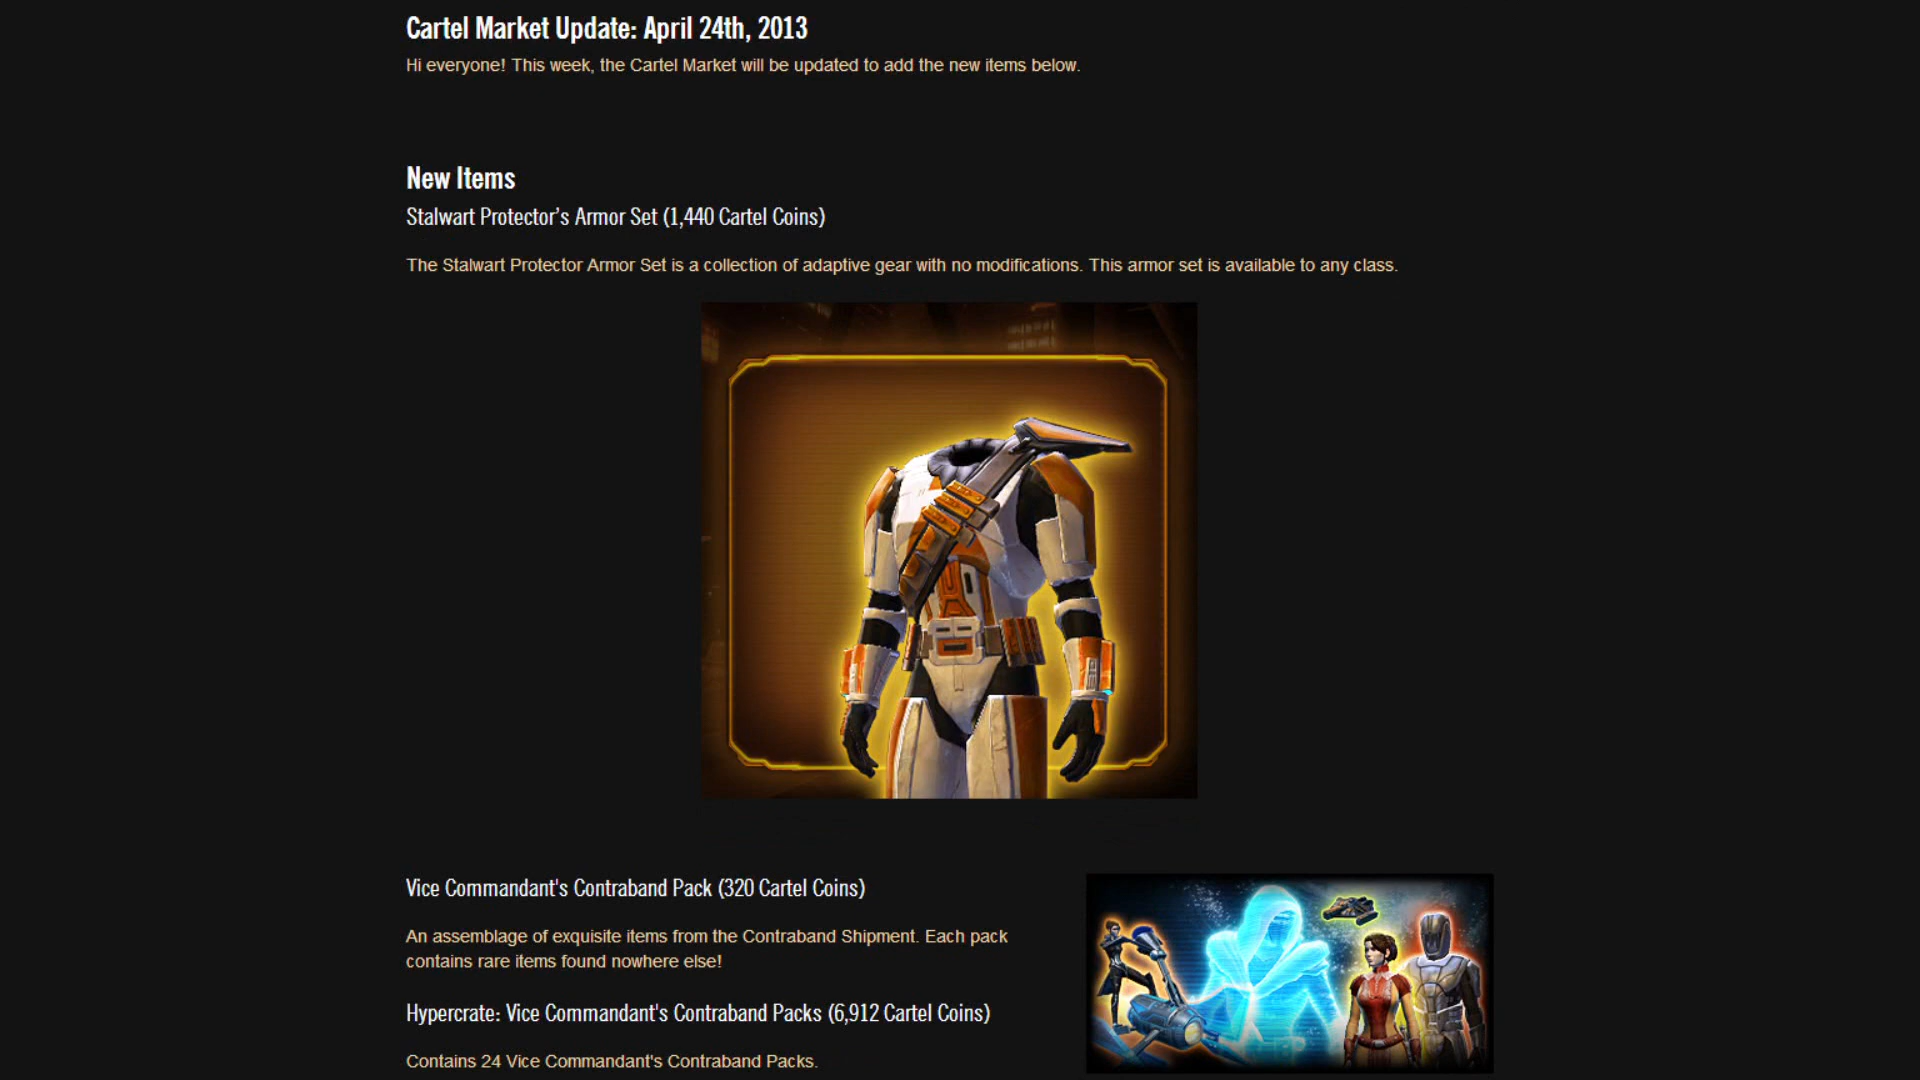 Cartel Market Update: April 24th, 2013
Hi everyone! This week, the Cartel Market will be updated to add the new items below.
New Items
Stalwart Protector’s Armor Set (1,440 Cartel Coins)
The Stalwart Protector Armor Set is a collection of adaptive gear with no modifications. This armor set is available to any class.
Vice Commandant's Contraband Pack (320 Cartel Coins)
An assemblage of exquisite items from the Contraband Shipment. Each pack
contains rare items found nowhere else!
Hypercrate: Vice Commandant's Contraband Packs (6,912 Cartel Coins)
Contains 24 Vice Commandant's Contraband Packs.